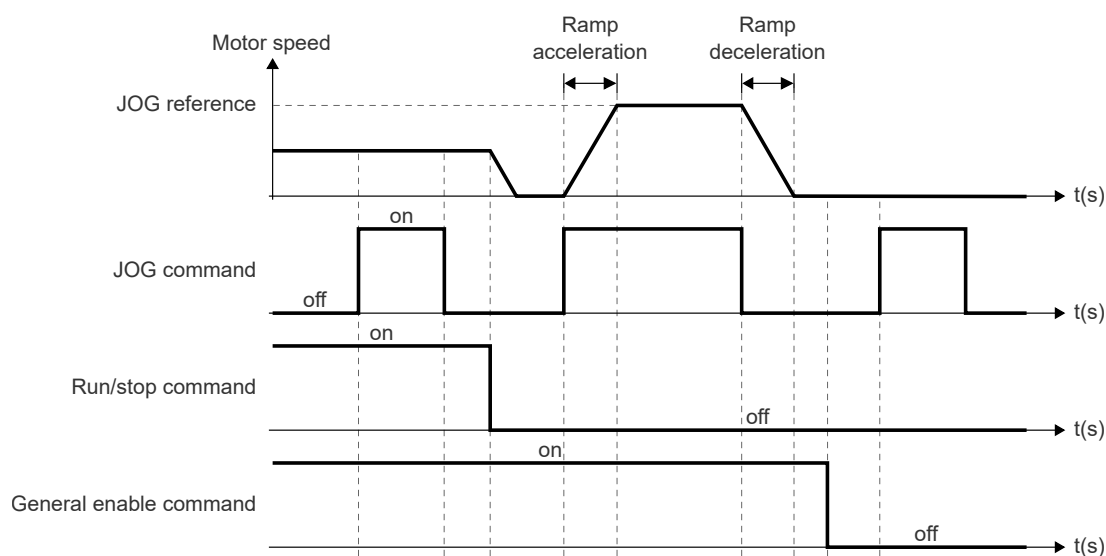 Ramp
acceleration
Ramp
deceleration
Motor speed
JOG reference
t(s)
on
JOG command
off
t(s)
on
Run/stop command
off
t(s)
on
General enable command
off
t(s)